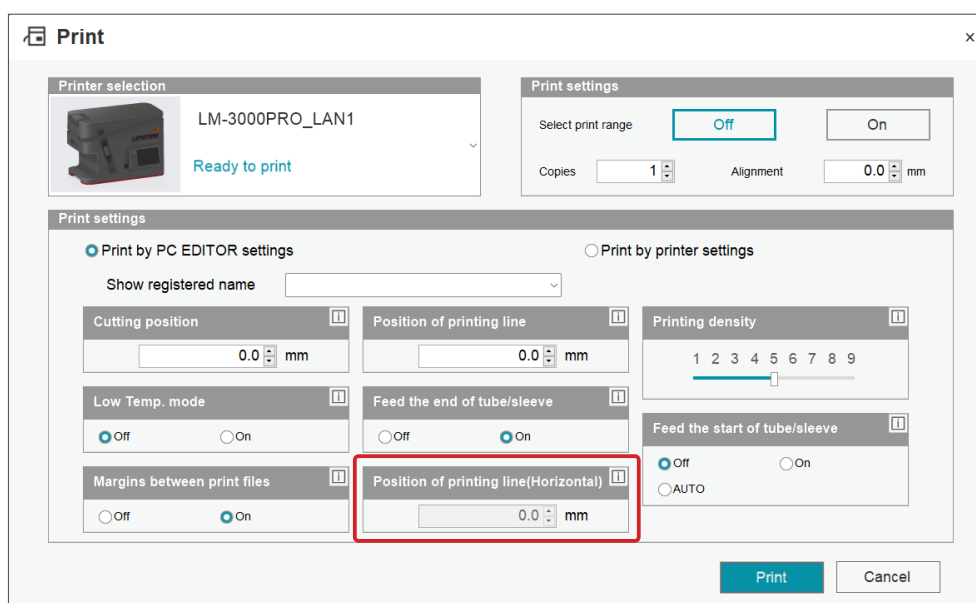 Print
×
Printer selection
LM-3000PRO_LAN1
Ready to print
Print settings
Select print range Off On
Copies 1 Alignment 0.0 mm
Print settings
Print by PC EDITOR settings Print by printer settings
Show registered name
Cutting position
0.0 mm
Position of printing line
0.0 mm
Printing density
1 2 3 4 5 6 7 8 9
Low Temp. mode
Off On
Feed the end of tube/sleeve
Off On
Feed the start of tube/sleeve
Off On
AUTO
Margins between print files
Off On
Position of printing line(Horizontal)
0.0 mm
Print Cancel